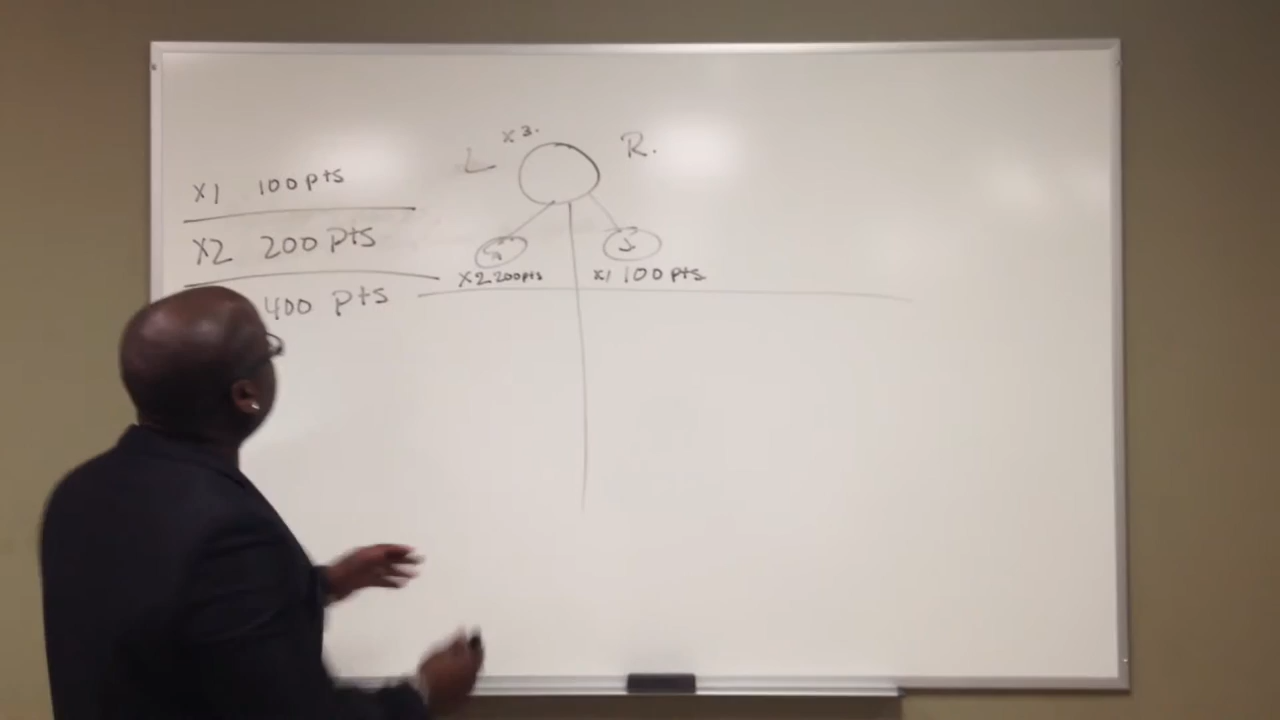 X1 100 pts
X2 200 pts
400 pts
L X3. R.
X2 200pts X1 100 pts